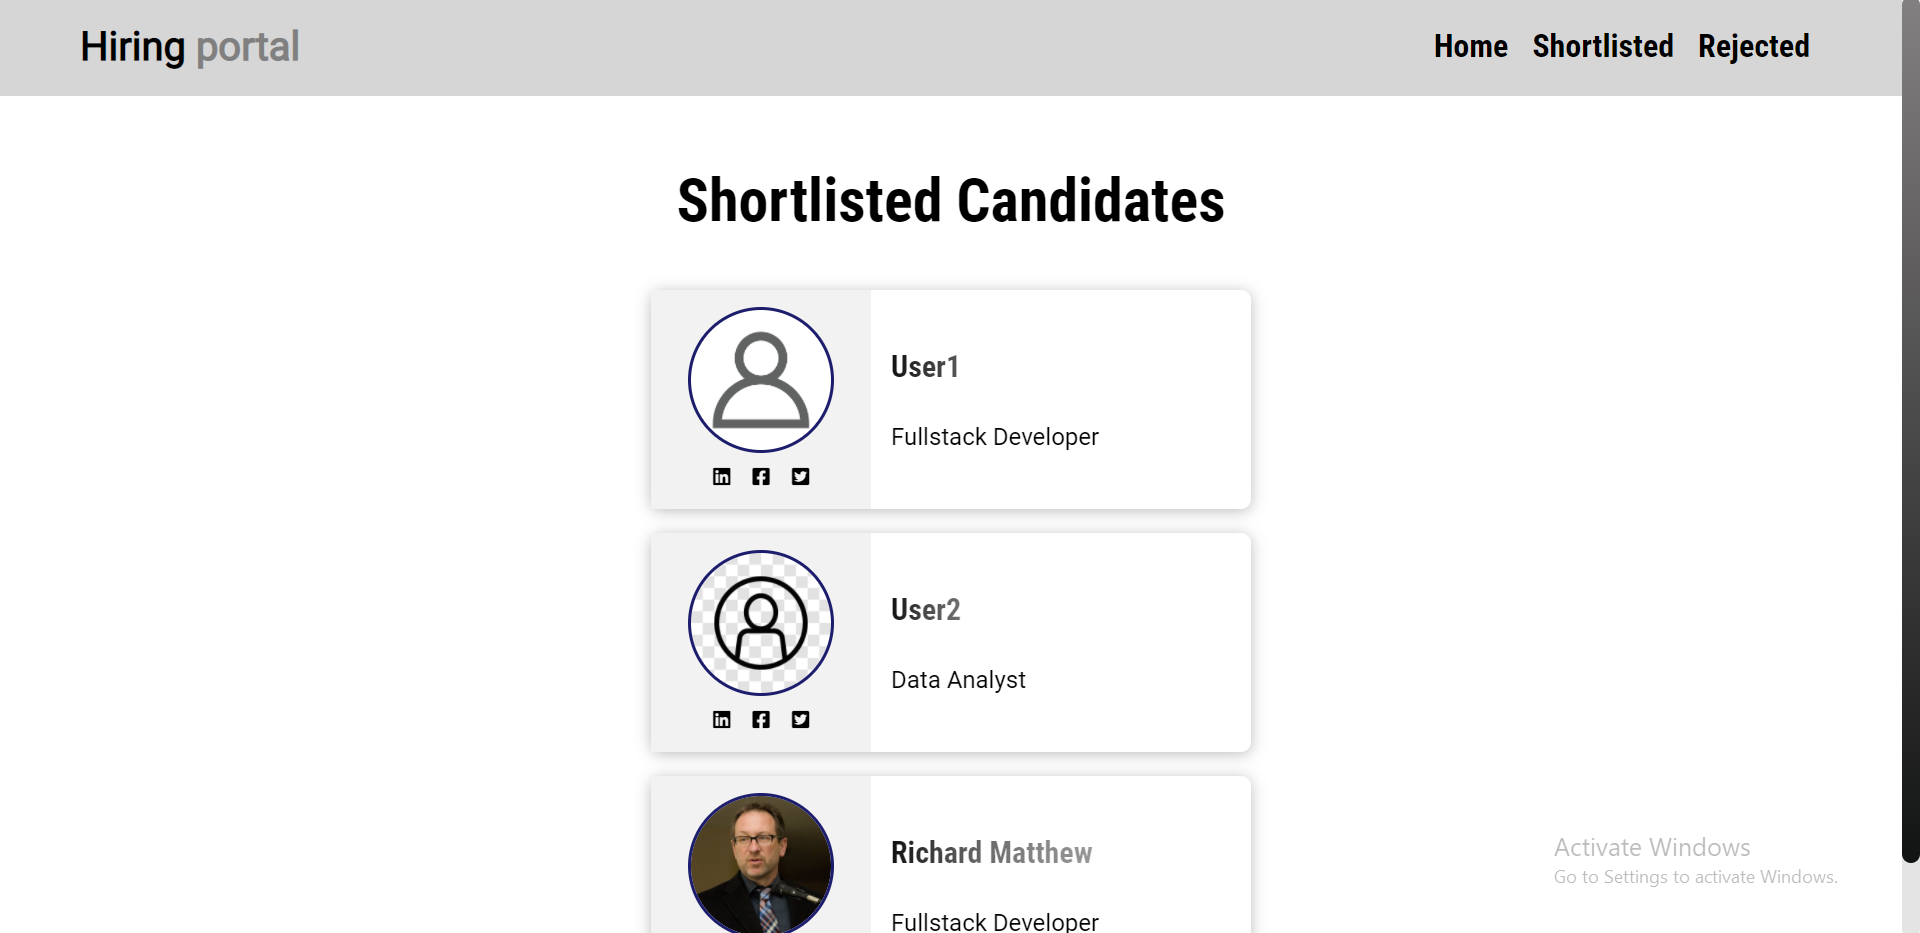 Hiring portal
Home Shortlisted Rejected
Shortlisted Candidates
User1
Fullstack Developer
User2
Data Analyst
Richard Matthew
Fullstack Developer
Activate Windows
Go to Settings to activate Windows.